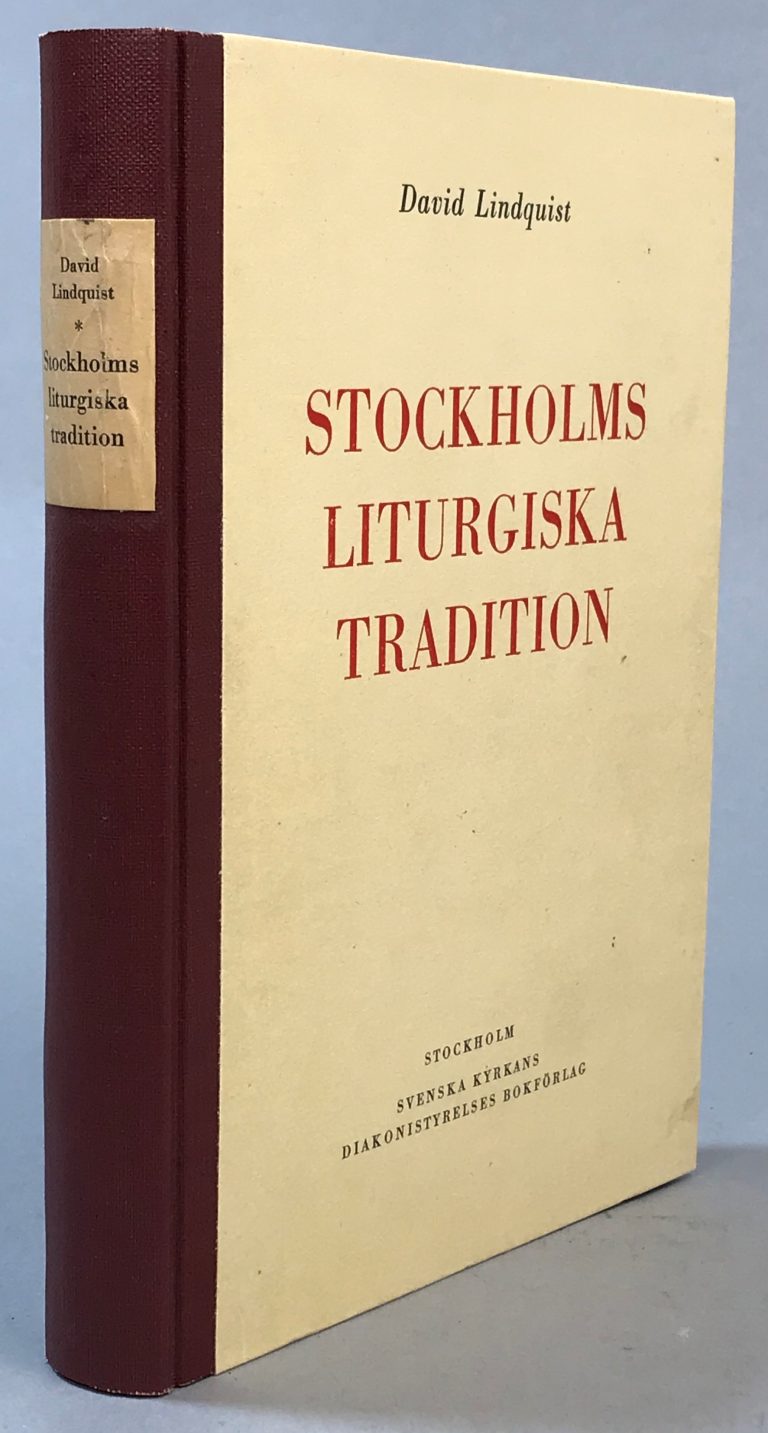 David
Lindquist
*
Stockholms
liturgiska
tradition
David Lindquist
STOCKHOLMS
LITURGISKA
TRADITION
STOCKHOLM
SVENSKA KYRKANS
DIAKONISTYRELSES BOKFÖRLAG